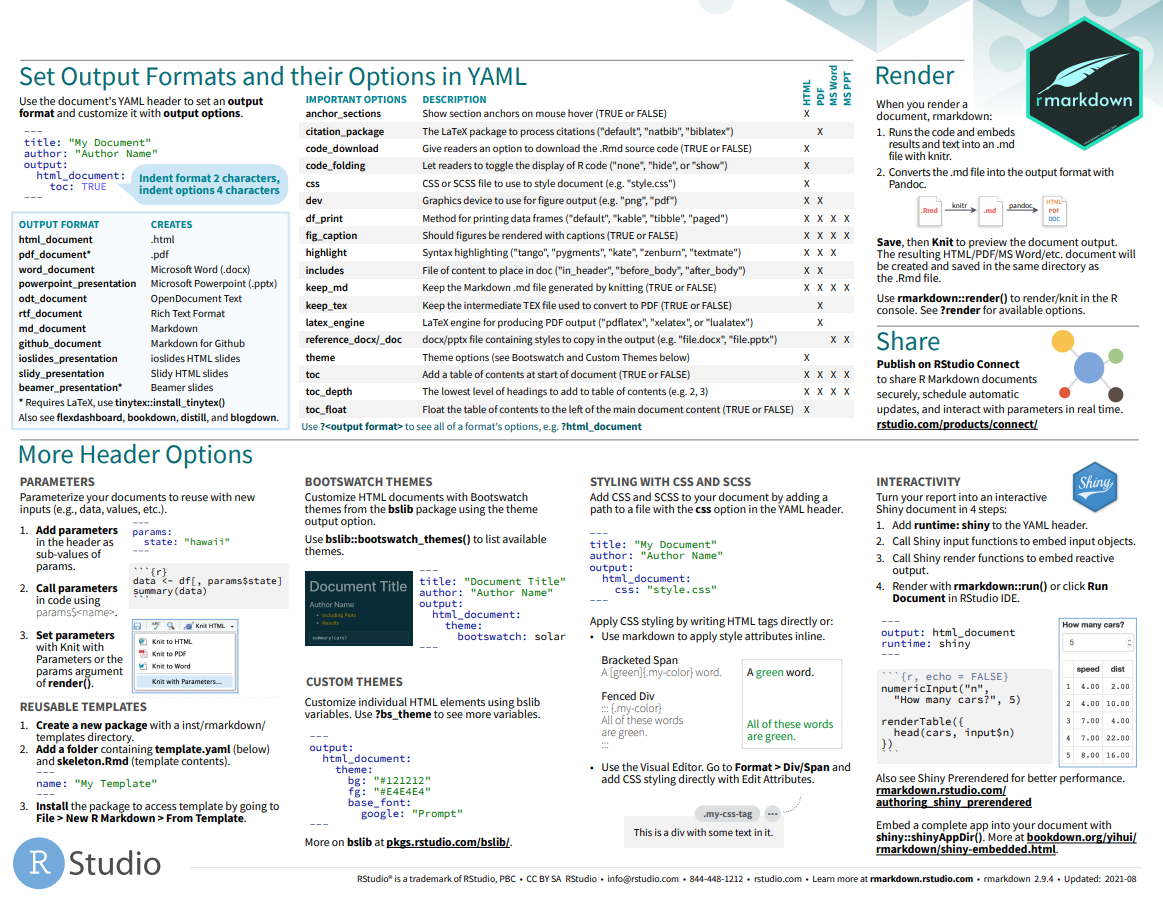 Set Output Formats and their Options in YAML
Use the document's YAML header to set an output
format and customize it with output options.
---
title: "My Document"
author: "Author Name"
output:
  html_document:
    toc: TRUE
---
Indent format 2 characters,
indent options 4 characters
OUTPUT FORMAT CREATES
html_document .html
pdf_document* .pdf
word_document Microsoft Word (.docx)
powerpoint_presentation Microsoft Powerpoint (.pptx)
odt_document OpenDocument Text
rtf_document Rich Text Format
md_document Markdown
github_document Markdown for Github
ioslides_presentation ioslides HTML slides
slidy_presentation Slidy HTML slides
beamer_presentation* Beamer slides
* Requires LaTeX, use tinytex::install_tinytex()
Also see flexdashboard, bookdown, distill, and blogdown.
IMPORTANT OPTIONS DESCRIPTION HTML PDF MS Word MS PPT
anchor_sections Show section anchors on mouse hover (TRUE or FALSE) X
citation_package The LaTeX package to process citations ("default", "natbib", "biblatex") X
code_download Give readers an option to download the .Rmd source code (TRUE or FALSE) X
code_folding Let readers to toggle the display of R code ("none", "hide", or "show") X
css CSS or SCSS file to use to style document (e.g. "style.css") X
dev Graphics device to use for figure output (e.g. "png", "pdf") X X
df_print Method for printing data frames ("default", "kable", "tibble", "paged") X X X X
fig_caption Should figures be rendered with captions (TRUE or FALSE) X X X X
highlight Syntax highlighting ("tango", "pygments", "kate", "zenburn", "textmate") X X X
includes File of content to place in doc ("in_header", "before_body", "after_body") X X
keep_md Keep the Markdown .md file generated by knitting (TRUE or FALSE) X X X X
keep_tex Keep the intermediate TEX file used to convert to PDF (TRUE or FALSE) X
latex_engine LaTeX engine for producing PDF output ("pdflatex", "xelatex", or "lualatex") X
reference_docx/_doc docx/pptx file containing styles to copy in the output (e.g. "file.docx", "file.pptx") X X
theme Theme options (see Bootswatch and Custom Themes below) X
toc Add a table of contents at start of document (TRUE or FALSE) X X X X
toc_depth The lowest level of headings to add to table of contents (e.g. 2, 3) X X X X
toc_float Float the table of contents to the left of the main document content (TRUE or FALSE) X
Use ?<output format> to see all of a format's options, e.g. ?html_document
Render
rmarkdown
When you render a
document, rmarkdown:
1. Runs the code and embeds
results and text into an .md
file with knitr.
2. Converts the .md file into the output format with
Pandoc.
.Rmd knitr .md pandoc HTML
PDF
DOC
Save, then Knit to preview the document output.
The resulting HTML/PDF/MS Word/etc. document will
be created and saved in the same directory as
the .Rmd file.
Use rmarkdown::render() to render/knit in the R
console. See ?render for available options.
Share
Publish on RStudio Connect
to share R Markdown documents
securely, schedule automatic
updates, and interact with parameters in real time.
rstudio.com/products/connect/
More Header Options
PARAMETERS
Parameterize your documents to reuse with new
inputs (e.g., data, values, etc.).
1. Add parameters
in the header as
sub-values of
params.
2. Call parameters
in code using
params$<name>.
3. Set parameters
with Knit with
Parameters or the
params argument
of render().
---
params:
  state: "hawaii"
---
```{r}
data <- df[, params$state]
summary(data)
```
Knit HTML
Knit to HTML
Knit to PDF
Knit to Word
Knit with Parameters...
REUSABLE TEMPLATES
1. Create a new package with a inst/rmarkdown/
templates directory.
2. Add a folder containing template.yaml (below)
and skeleton.Rmd (template contents).
---
name: "My Template"
---
3. Install the package to access template by going to
File > New R Markdown > From Template.
BOOTSWATCH THEMES
Customize HTML documents with Bootswatch
themes from the bslib package using the theme
output option.
Use bslib::bootswatch_themes() to list available
themes.
Document Title
Author Name
• Including Plots
• Results
summary(cars)
---
title: "Document Title"
author: "Author Name"
output:
  html_document:
    theme:
      bootswatch: solar
---
CUSTOM THEMES
Customize individual HTML elements using bslib
variables. Use ?bs_theme to see more variables.
---
output:
  html_document:
    theme:
      bg: "#121212"
      fg: "#E4E4E4"
      base_font:
        google: "Prompt"
---
More on bslib at pkgs.rstudio.com/bslib/.
STYLING WITH CSS AND SCSS
Add CSS and SCSS to your document by adding a
path to a file with the css option in the YAML header.
---
title: "My Document"
author: "Author Name"
output:
  html_document:
    css: "style.css"
---
Apply CSS styling by writing HTML tags directly or:
• Use markdown to apply style attributes inline.
Bracketed Span
A [green]{.my-color} word.
A green word.
Fenced Div
::: {.my-color}
All of these words
are green.
:::
All of these words
are green.
• Use the Visual Editor. Go to Format > Div/Span and
add CSS styling directly with Edit Attributes.
.my-css-tag •••
This is a div with some text in it.
INTERACTIVITY
Shiny
Turn your report into an interactive
Shiny document in 4 steps:
1. Add runtime: shiny to the YAML header.
2. Call Shiny input functions to embed input objects.
3. Call Shiny render functions to embed reactive
output.
4. Render with rmarkdown::run() or click Run
Document in RStudio IDE.
---
output: html_document
runtime: shiny
---
```{r, echo = FALSE}
numericInput("n",
  "How many cars?", 5)

renderTable({
  head(cars, input$n)
})
```
How many cars?
5
speed dist
1 4.00 2.00
2 4.00 10.00
3 7.00 4.00
4 7.00 22.00
5 8.00 16.00
Also see Shiny Prerendered for better performance.
rmarkdown.rstudio.com/
authoring_shiny_prerendered
Embed a complete app into your document with
shiny::shinyAppDir(). More at bookdown.org/yihui/
rmarkdown/shiny-embedded.html.
R Studio
RStudio® is a trademark of RStudio, PBC • CC BY SA RStudio • info@rstudio.com • 844-448-1212 • rstudio.com • Learn more at rmarkdown.rstudio.com • rmarkdown 2.9.4 • Updated: 2021-08